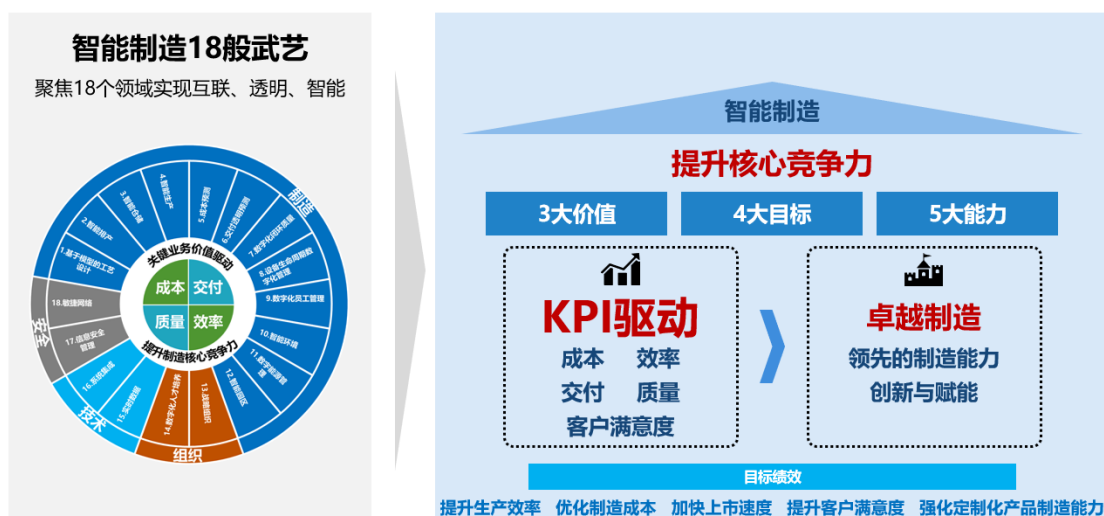 智能制造18般武艺
聚焦18个领域实现互联、透明、智能
制造
1.基于模型的工艺
设计
2.智能排产
3.智能仓储
4.智能生产
5.成本预测
6.交付透明预测
7.数字化闭环质量
8.设备生命周期数
字化管理
9.数字化员工管理
10.智能环境
11.数字能源管
理
12.智能园区
组织
13.战略组织
14.数字化人才培养
技术
15.实时数据
16.系统集成
安全
17.信息安全
管理
18.敏捷网络
关键业务价值驱动
成本 交付
质量 效率
提升制造核心竞争力
智能制造
提升核心竞争力
3大价值 4大目标 5大能力
KPI驱动
成本 效率
交付 质量
客户满意度
卓越制造
领先的制造能力
创新与赋能
目标绩效
提升生产效率 优化制造成本 加快上市速度 提升客户满意度 强化定制化产品制造能力